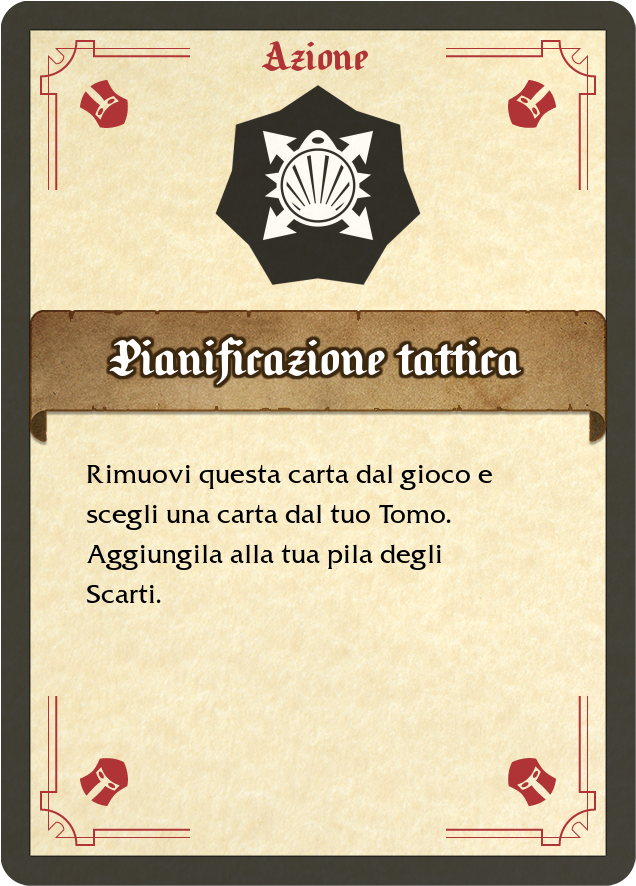 Azione
Pianificazione tattica
Rimuovi questa carta dal gioco e
scegli una carta dal tuo Tomo.
Aggiungila alla tua pila degli
Scarti.